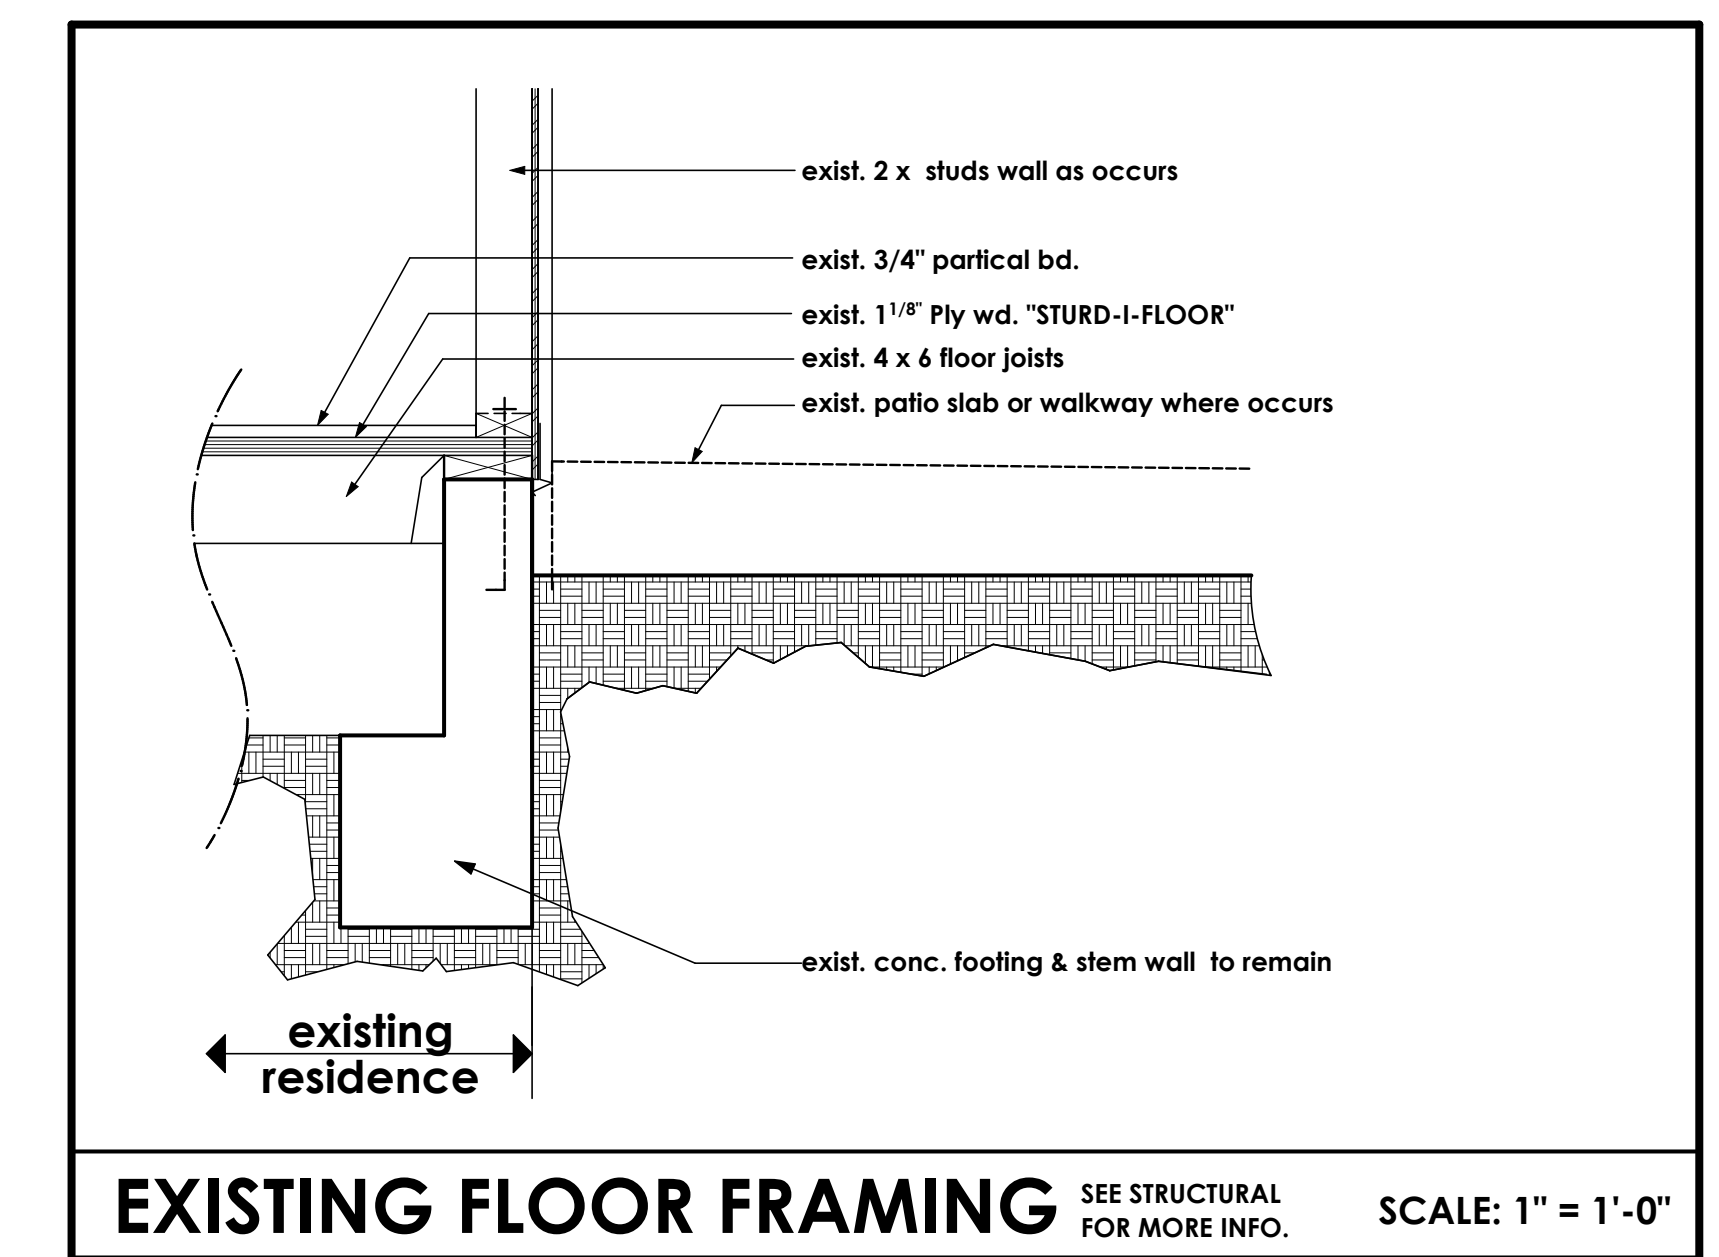 exist. 2 x  studs wall as occurs
exist. 3/4" partical bd.
exist. 1 1/8" Ply wd. "STURD-I-FLOOR"
exist. 4 x 6 floor joists
exist. patio slab or walkway where occurs
exist. conc. footing & stem wall  to remain
existing
residence
EXISTING FLOOR FRAMING
SEE STRUCTURAL
FOR MORE INFO.
SCALE: 1" = 1'-0"